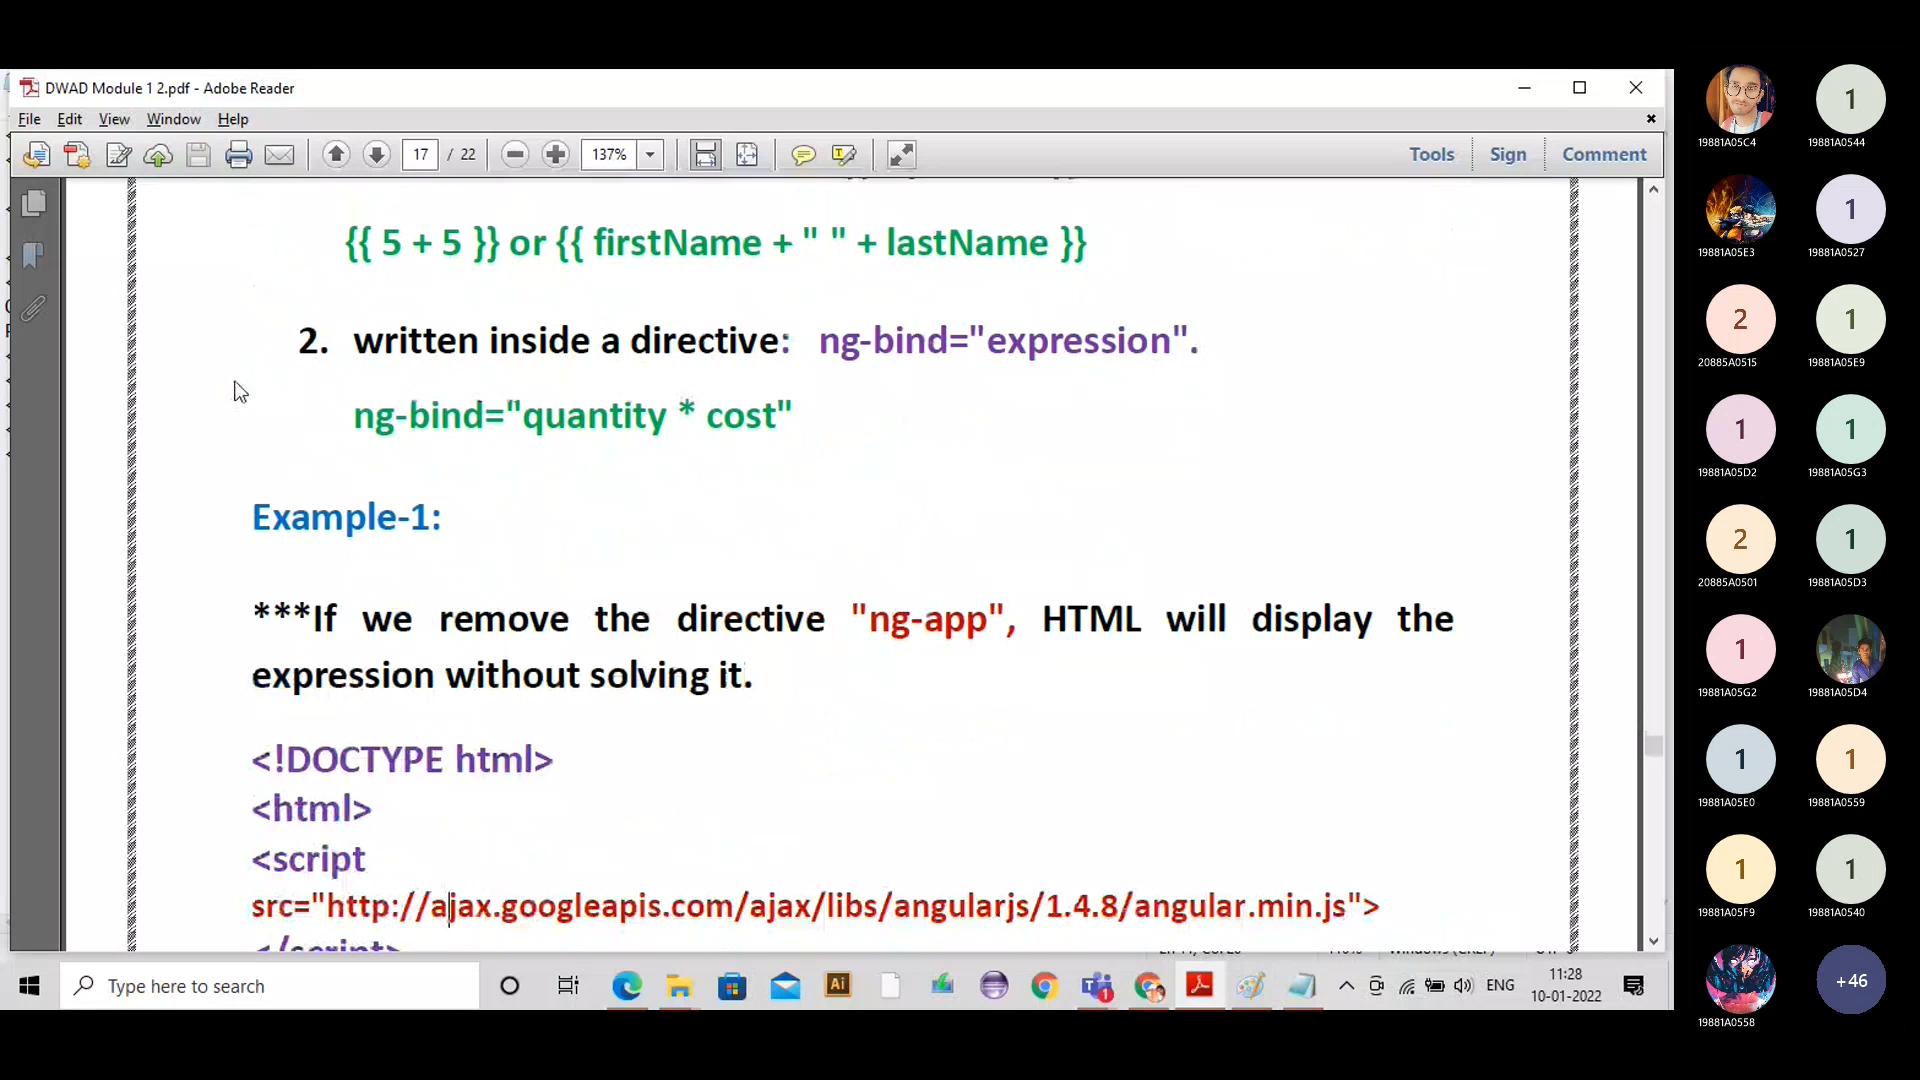 DWAD Module 1 2.pdf - Adobe Reader
File Edit View Window Help
17 / 22 137% Tools Sign Comment
{{ 5 + 5 }} or {{ firstName + " " + lastName }}
2. written inside a directive: ng-bind="expression".
ng-bind="quantity * cost"
Example-1:
***If we remove the directive "ng-app", HTML will display the
expression without solving it.
<!DOCTYPE html>
<html>
<script
src="http://ajax.googleapis.com/ajax/libs/angularjs/1.4.8/angular.min.js">
</script>
Type here to search
Ai
1
ENG
11:28
10-01-2022
1
19881A05C4 19881A0544
1
19881A05E3 19881A0527
2 1
20885A0515 19881A05E9
1 1
19881A05D2 19881A05G3
2 1
20885A0501 19881A05D3
1
19881A05G2 19881A05D4
1 1
19881A05E0 19881A0559
1 1
19881A05F9 19881A0540
+46
19881A0558